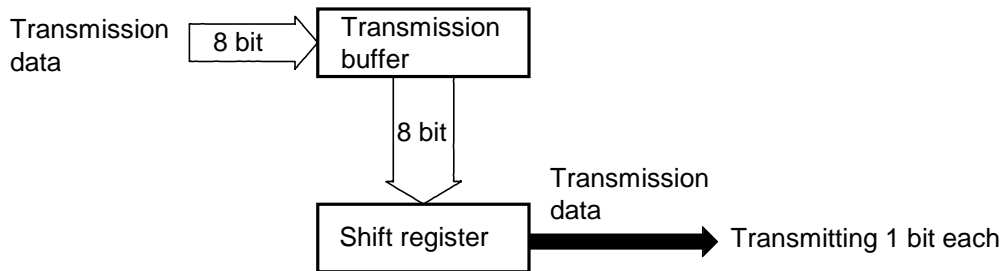 Transmission
data
8 bit
Transmission
buffer
8 bit
Shift register
Transmission
data
Transmitting 1 bit each